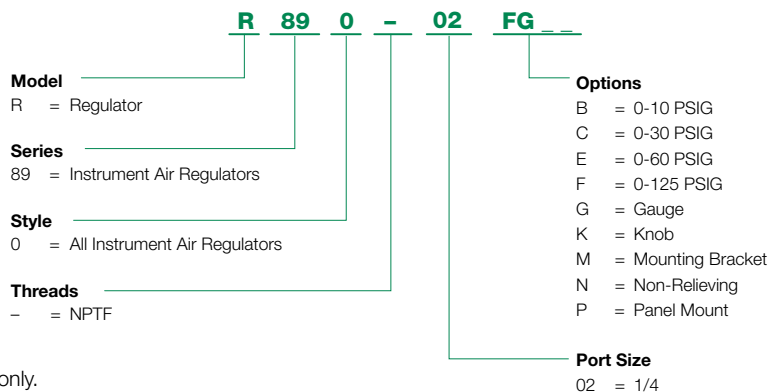 R 89 0 – 02 FG _ _
Model
R = Regulator
Series
89 = Instrument Air Regulators
Style
0 = All Instrument Air Regulators
Threads
– = NPTF
only.
Options
B = 0-10 PSIG
C = 0-30 PSIG
E = 0-60 PSIG
F = 0-125 PSIG
G = Gauge
K = Knob
M = Mounting Bracket
N = Non-Relieving
P = Panel Mount
Port Size
02 = 1/4